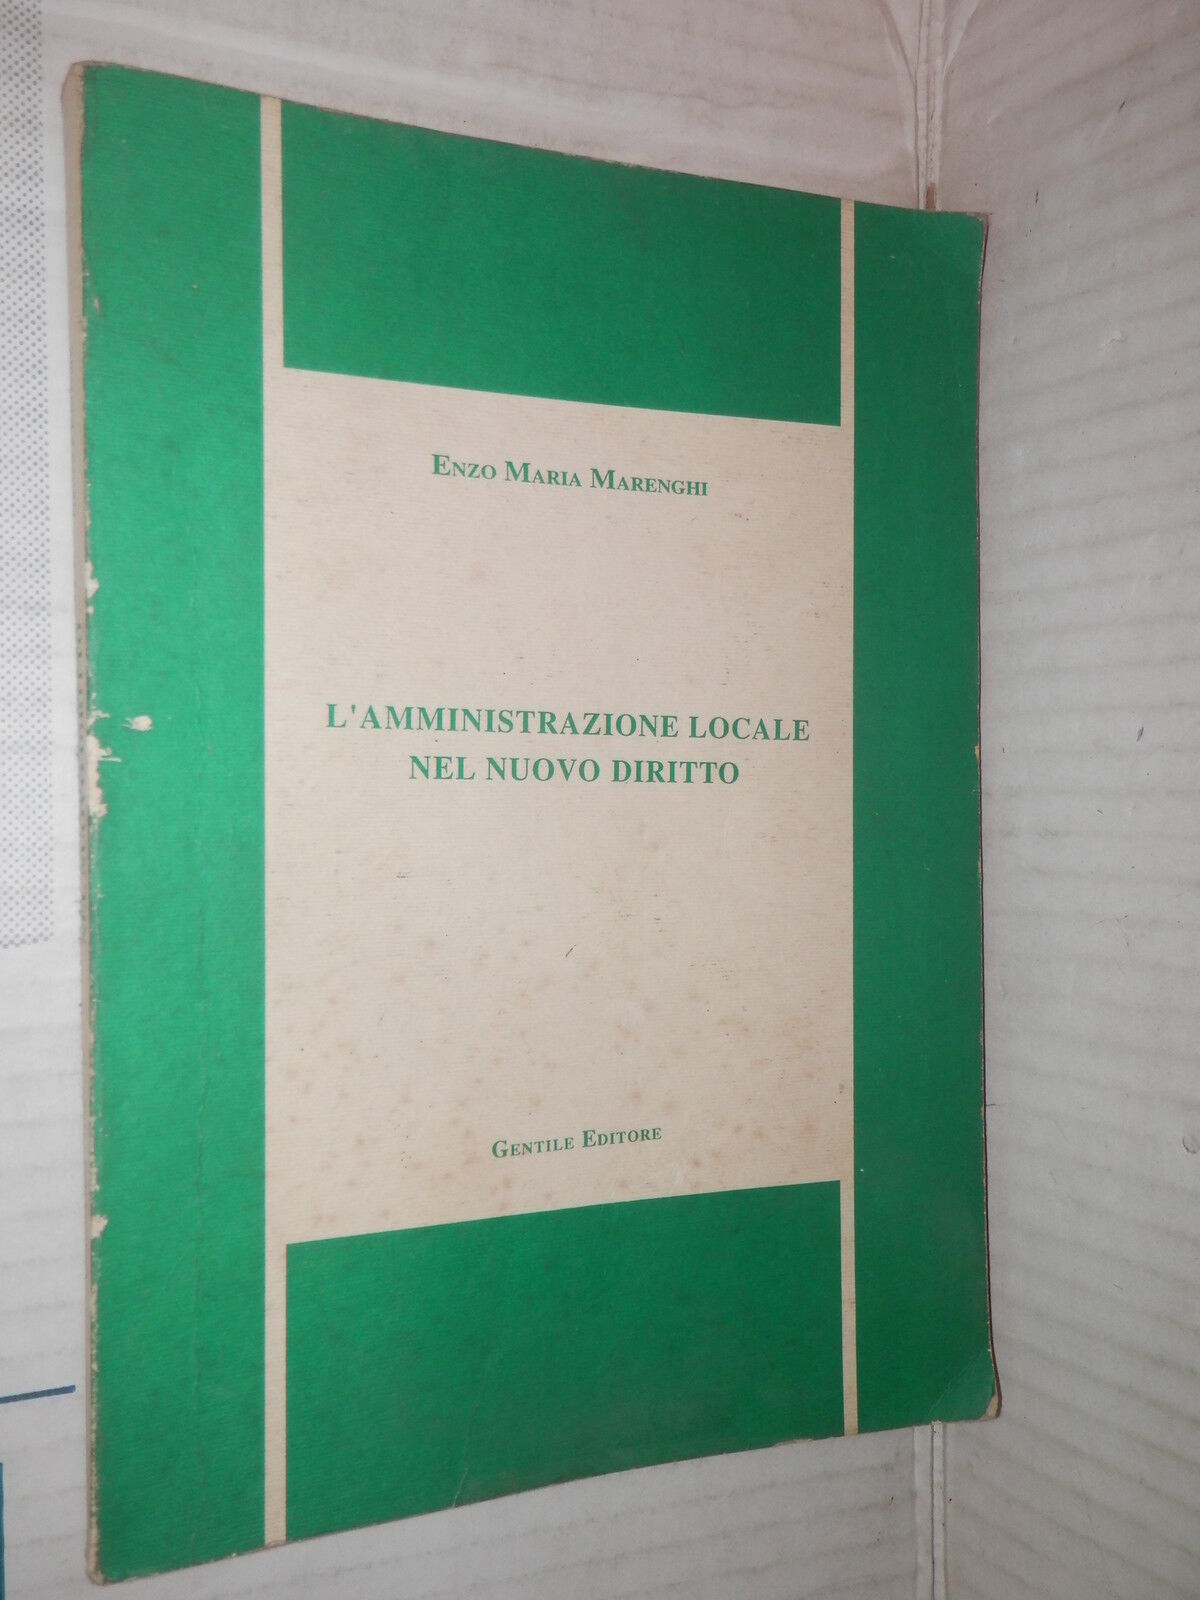 ENZO MARIA MARENGHI
L'AMMINISTRAZIONE LOCALE
NEL NUOVO DIRITTO
GENTILE EDITORE